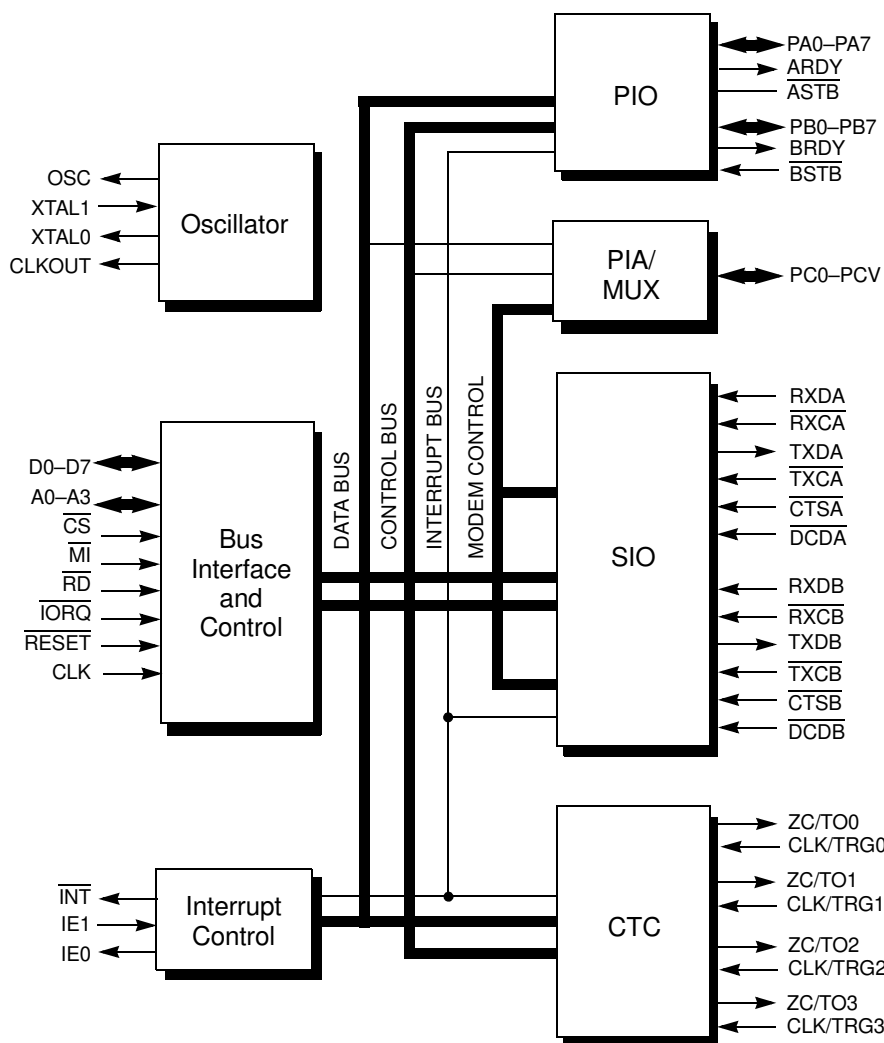 PIO
PA0–PA7
ARDY
ASTB
PB0–PB7
BRDY
BSTB
OSC
XTAL1
XTAL0
CLKOUT
Oscillator
PIA/
MUX
PC0–PCV
DATA BUS
CONTROL BUS
INTERRUPT BUS
MODEM CONTROL
D0–D7
A0–A3
CS
MI
RD
IORQ
RESET
CLK
Bus
Interface
and
Control
SIO
RXDA
RXCA
TXDA
TXCA
CTSA
DCDA
RXDB
RXCB
TXDB
TXCB
CTSB
DCDB
INT
IE1
IE0
Interrupt
Control
CTC
ZC/TO0
CLK/TRG0
ZC/TO1
CLK/TRG1
ZC/TO2
CLK/TRG2
ZC/TO3
CLK/TRG3